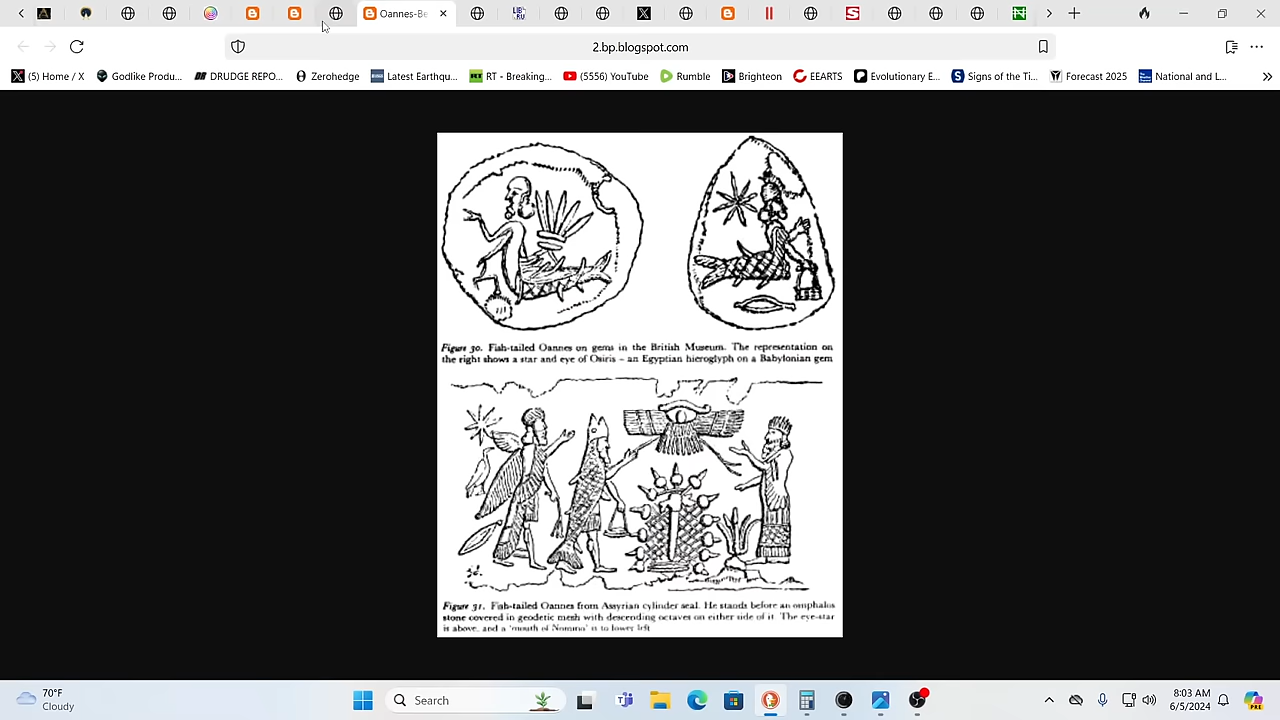 Oannes-Be
2.bp.blogspot.com
(5) Home / X
Godlike Produ...
DRUDGE REPO...
Zerohedge
Latest Earthqu...
RT - Breaking...
(5556) YouTube
Rumble
Brighteon
EEARTS
Evolutionary E...
Signs of the Ti...
Forecast 2025
National and L...
Figure 30. Fish-tailed Oannes on gems in the British Museum. The representation on
the right shows a star and eye of Osiris – an Egyptian hieroglyph on a Babylonian gem
Figure 31. Fish-tailed Oannes from Assyrian cylinder seal. He stands before an omphalos
stone covered in geodetic mesh with descending octaves on either side of it. The eye-star
is above, and a 'mouth of Nommo' is to lower left
70°F
Cloudy
Search
8:03 AM
6/5/2024